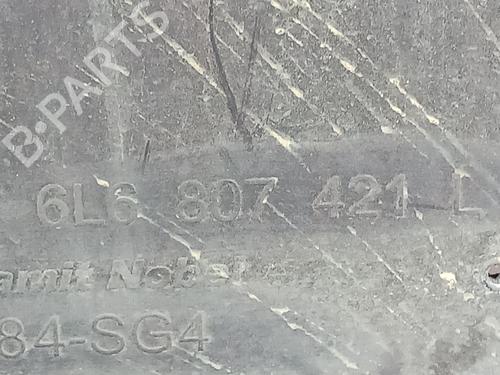 B-PARTS
6L6 807 421 L
amit Nobel
84-SG4